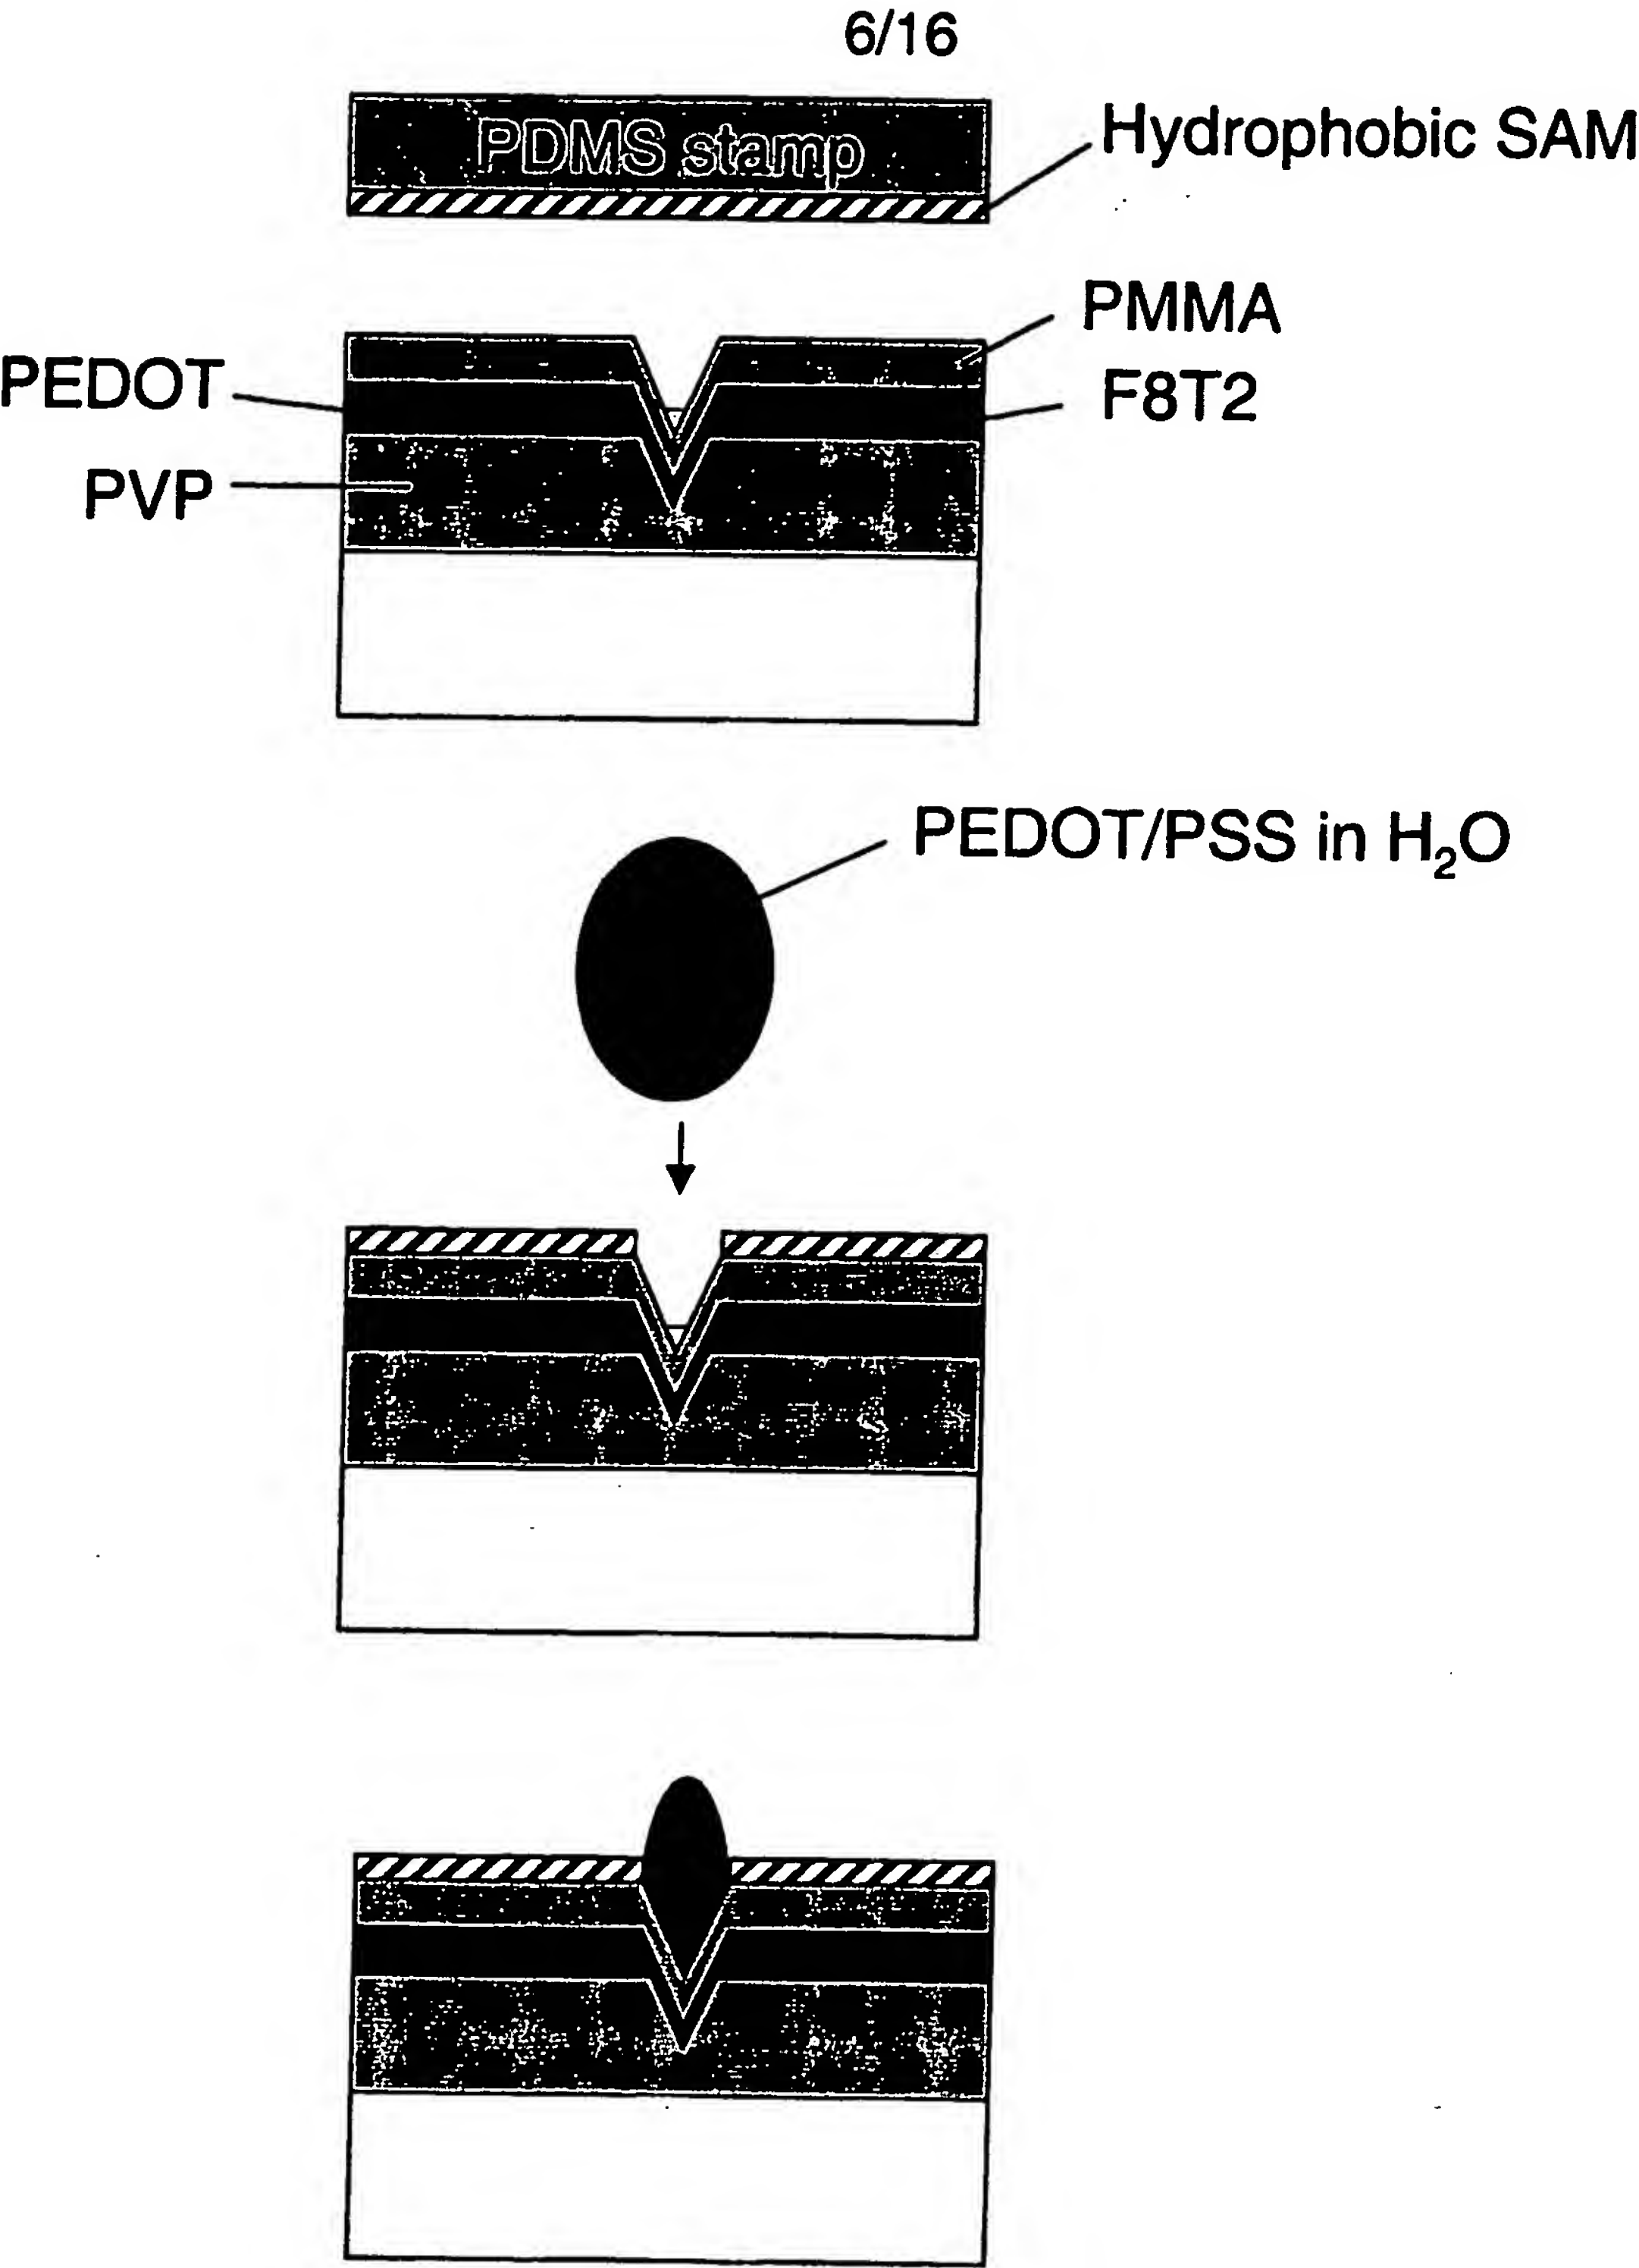 6/16
PDMS stamp
Hydrophobic SAM
PMMA
PEDOT
F8T2
PVP
PEDOT/PSS in H₂O